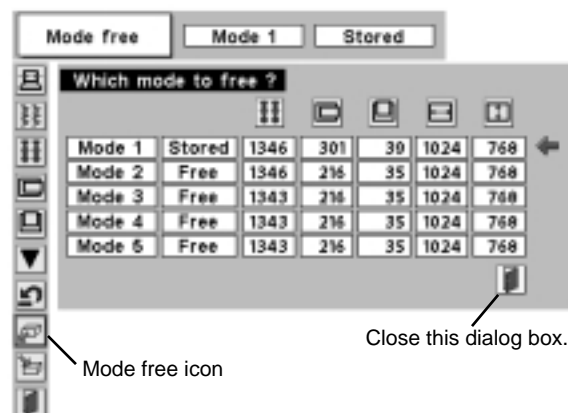 Mode free Mode 1 Stored
Which mode to free ?
Mode 1 Stored 1346 301 39 1024 768
Mode 2 Free 1346 216 35 1024 768
Mode 3 Free 1343 216 35 1024 768
Mode 4 Free 1343 216 35 1024 768
Mode 5 Free 1343 216 35 1024 768
Close this dialog box.
Mode free icon